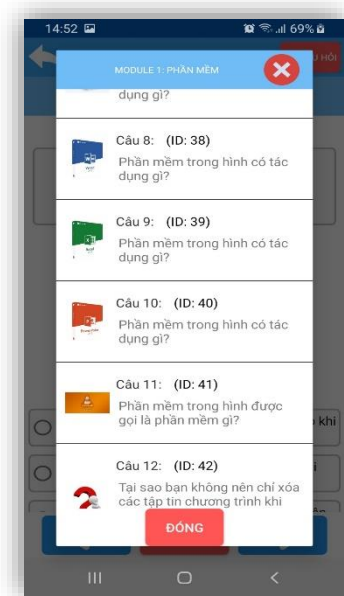 14:52
69%
MODULE 1: PHẦN MỀM
dụng gì?
Câu 8: (ID: 38)
Phần mềm trong hình có tác
dụng gì?
Câu 9: (ID: 39)
Phần mềm trong hình có tác
dụng gì?
Câu 10: (ID: 40)
Phần mềm trong hình có tác
dụng gì?
Câu 11: (ID: 41)
Phần mềm trong hình được
gọi là phần mềm gì?
khi
Câu 12: (ID: 42)
Tại sao bạn không nên chỉ xóa
các tập tin chương trình khi
ĐÓNG